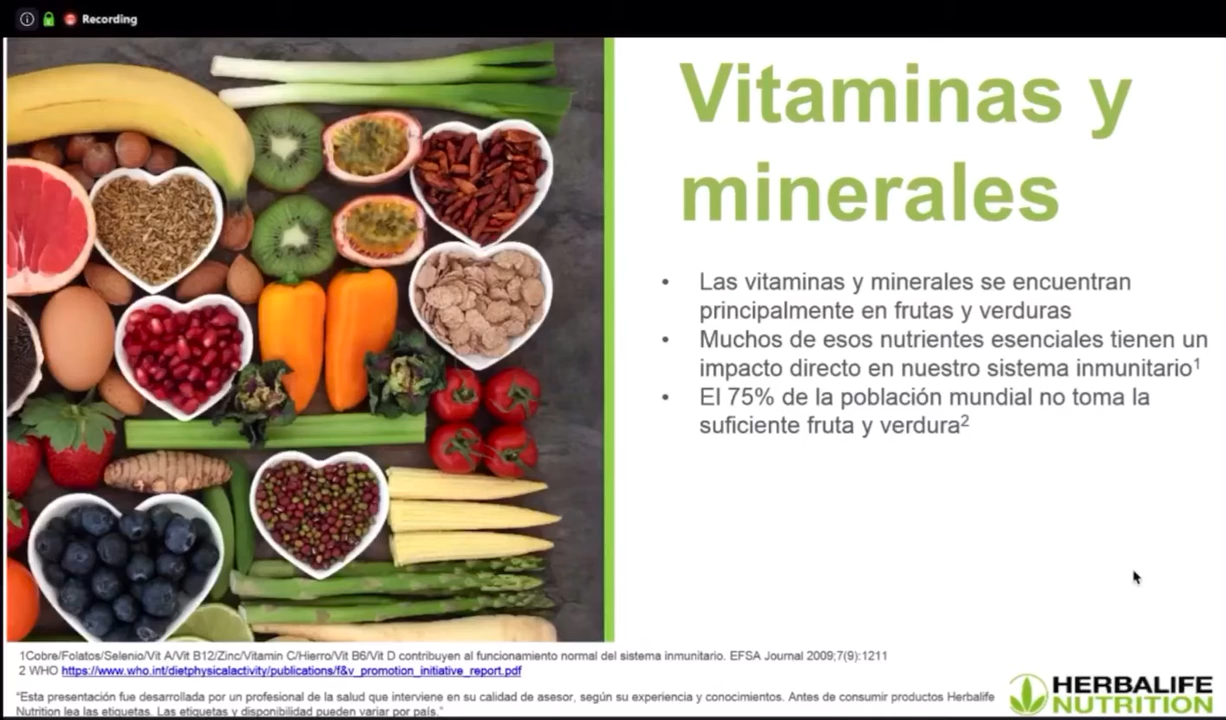 Recording
Vitaminas y
minerales
• Las vitaminas y minerales se encuentran
principalmente en frutas y verduras
• Muchos de esos nutrientes esenciales tienen un
impacto directo en nuestro sistema inmunitario¹
• El 75% de la población mundial no toma la
suficiente fruta y verdura²
1Cobre/Folatos/Selenio/Vit A/Vit B12/Zinc/Vitamin C/Hierro/Vit B6/Vit D contribuyen al funcionamiento normal del sistema inmunitario. EFSA Journal 2009;7(9):1211
2 WHO https://www.who.int/dietphysicalactivity/publications/f&v_promotion_initiative_report.pdf
"Esta presentación fue desarrollada por un profesional de la salud que interviene en su calidad de asesor, según su experiencia y conocimientos. Antes de consumir productos Herbalife
Nutrition lea las etiquetas. Las etiquetas y disponibilidad pueden variar por país."
HERBALIFE
NUTRITION